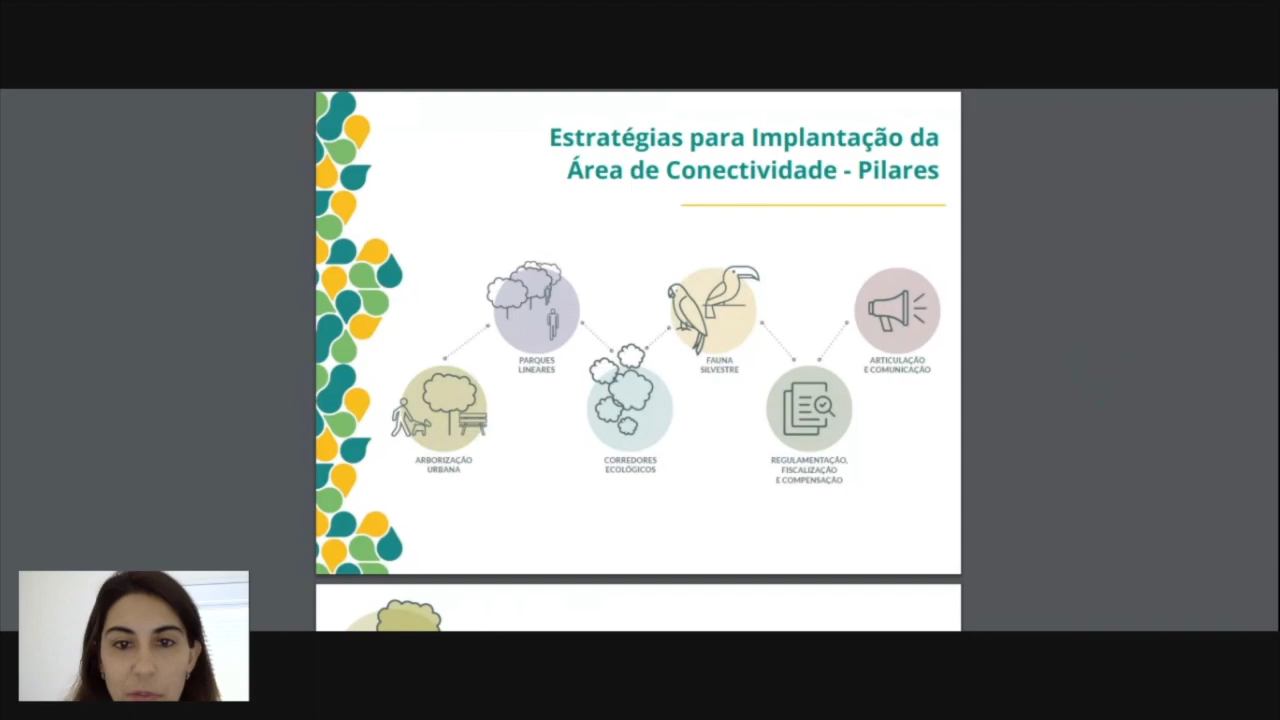 Estratégias para Implantação da
Área de Conectividade - Pilares
PARQUES
LINEARES
FAUNA
SILVESTRE
ARTICULAÇÃO
E COMUNICAÇÃO
ARBORIZAÇÃO
URBANA
CORREDORES
ECOLÓGICOS
REGULAMENTAÇÃO,
FISCALIZAÇÃO
E COMPENSAÇÃO